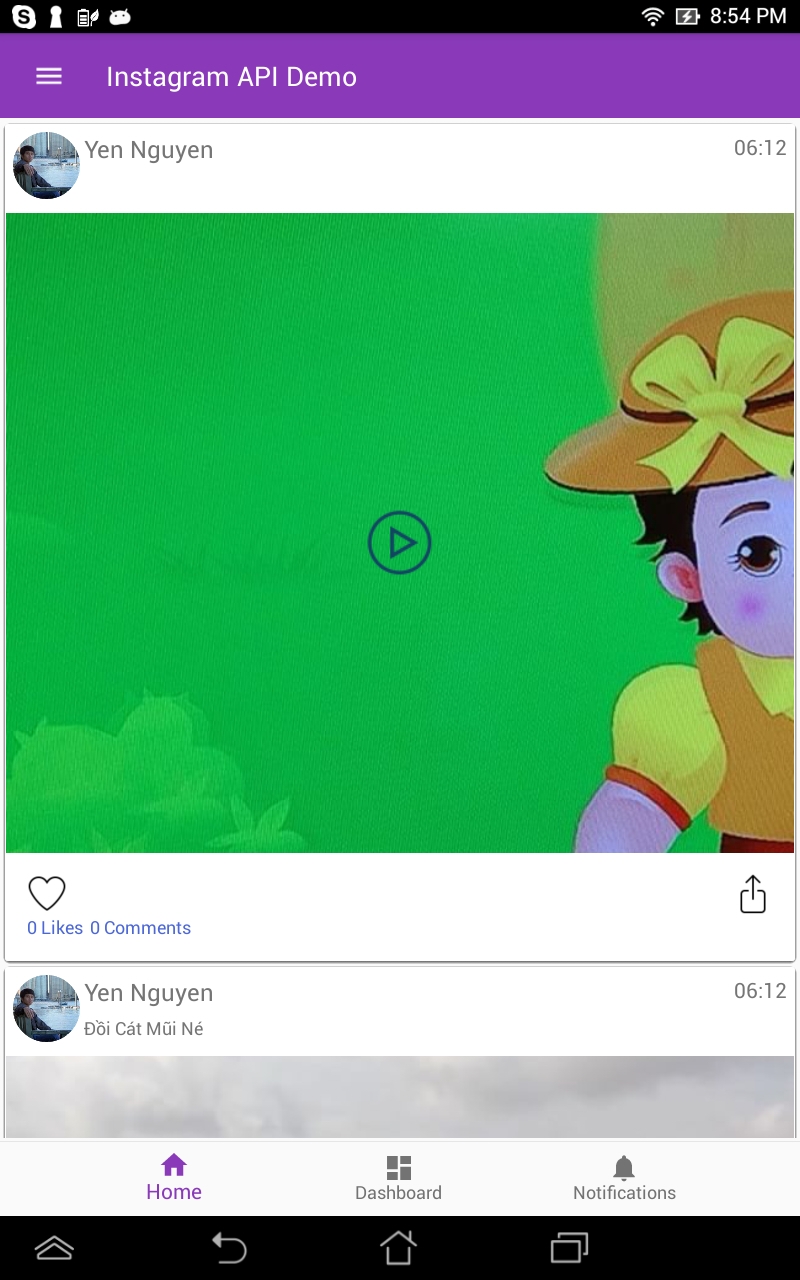 8:54 PM
Instagram API Demo
Yen Nguyen 06:12
0 Likes 0 Comments
Yen Nguyen 06:12
Đồi Cát Mũi Né
Home Dashboard Notifications